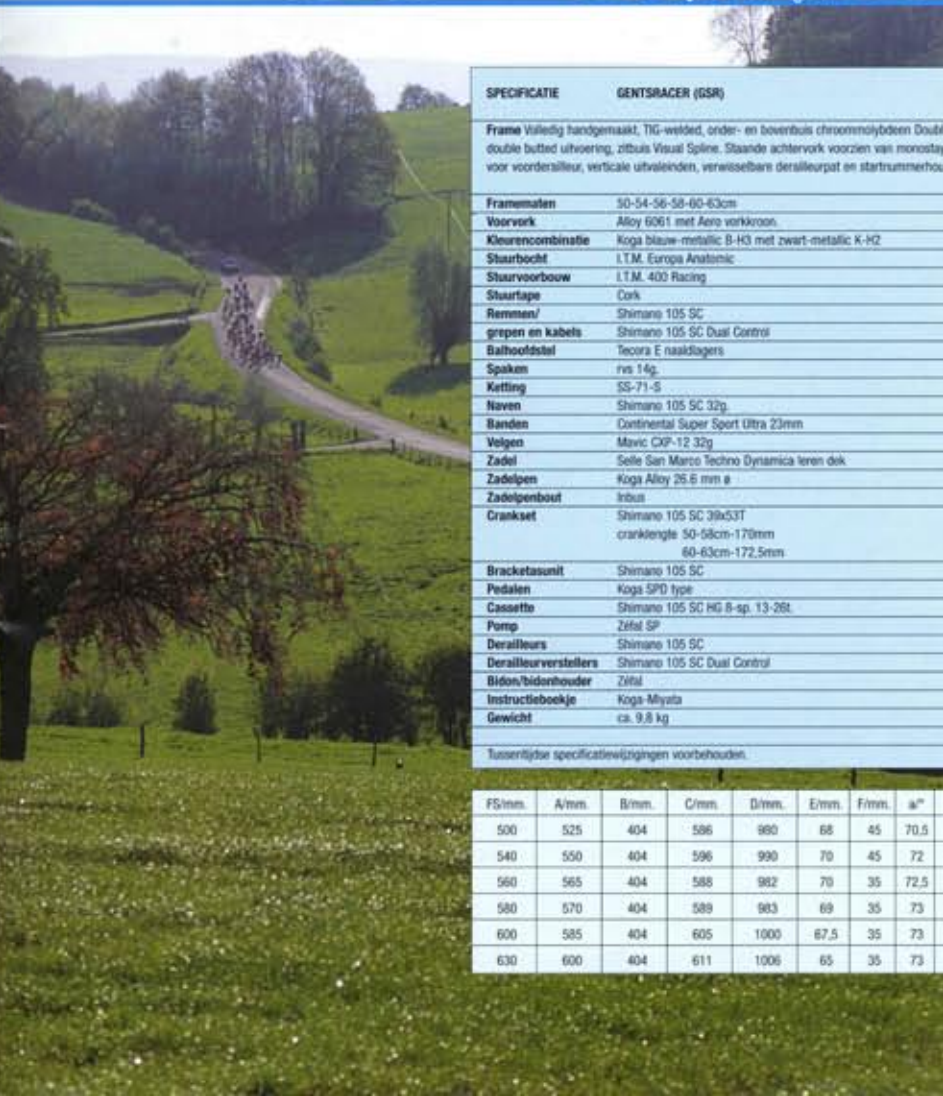 SPECIFICATIE GENTSRACER (GSR)
Frame Volledig handgemaakt, TIG-welded, onder- en bovenbuis chroommolybdeen
double butted uitvoering, zitbuis Visual Spline. Staande achtervork voorzien van
voor voorderailleur, verticale uitvaleinden, verwisselbare derailleurpat en
Framematen 50-54-56-58-60-63cm
Voorvork Alloy 6061 met Aero vorkkroon.
Kleurencombinatie Koga blauw-metallic B-H3 met zwart-metallic K-H2
Stuurbocht I.T.M. Europa Anatomic
Stuurvoorbouw I.T.M. 400 Racing
Stuurtape Cork
Remmen/ Shimano 105 SC
grepen en kabels Shimano 105 SC Dual Control
Balhoofdstel Tecora E naaldlagers
Spaken rvs 14g.
Ketting SS-71-S
Naven Shimano 105 SC 32g.
Banden Continental Super Sport Ultra 23mm
Velgen Mavic CXP-12 32g
Zadel Selle San Marco Techno Dynamica leren dek
Zadelpen Koga Alloy 26.6 mm ø
Zadelpenbout Inbus
Crankset Shimano 105 SC 39x53T
cranklengte 50-58cm-170mm
60-63cm-172,5mm
Bracketasunit Shimano 105 SC
Pedalen Koga SPD type
Cassette Shimano 105 SC HG 8-sp. 13-26t.
Pomp Zéfal SP
Derailleurs Shimano 105 SC
Derailleurverstellers Shimano 105 SC Dual Control
Bidon/bidonhouder Zéfal
Instructieboekje Koga-Miyata
Gewicht ca. 9,8 kg
Tussentijdse specificatiewijzigingen voorbehouden.
FS/mm. A/mm. B/mm. C/mm. D/mm. E/mm. F/mm. a/°
500 525 404 586 980 68 45 70,5
540 550 404 596 990 70 45 72
560 565 404 588 982 70 35 72,5
580 570 404 589 983 69 35 73
600 585 404 605 1000 67,5 35 73
630 600 404 611 1006 65 35 73